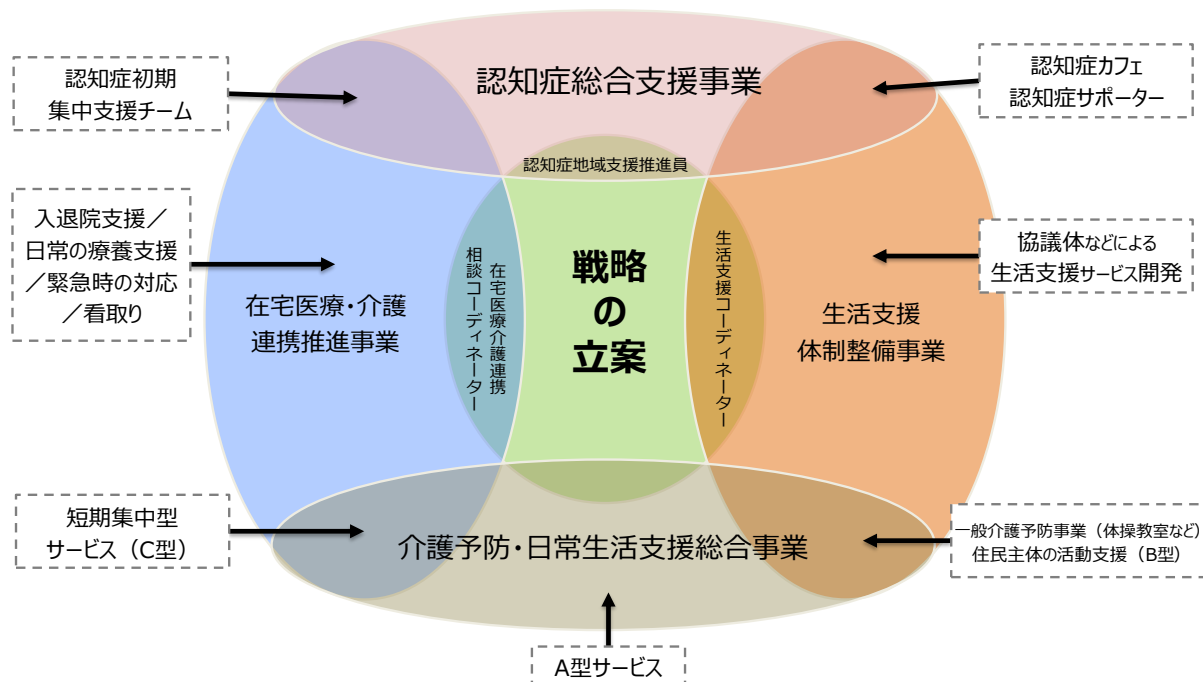 認知症初期
集中支援チーム
認知症総合支援事業
認知症カフェ
認知症サポーター
認知症地域支援推進員
入退院支援／
日常の療養支援
／緊急時の対応
／看取り
在宅医療・介護
連携推進事業
在宅医療介護連携
相談コーディネーター
戦略
の
立案
生活支援コーディネーター
生活支援
体制整備事業
協議体などによる
生活支援サービス開発
短期集中型
サービス（C型）
介護予防・日常生活支援総合事業
一般介護予防事業（体操教室など）
住民主体の活動支援（B型）
A型サービス